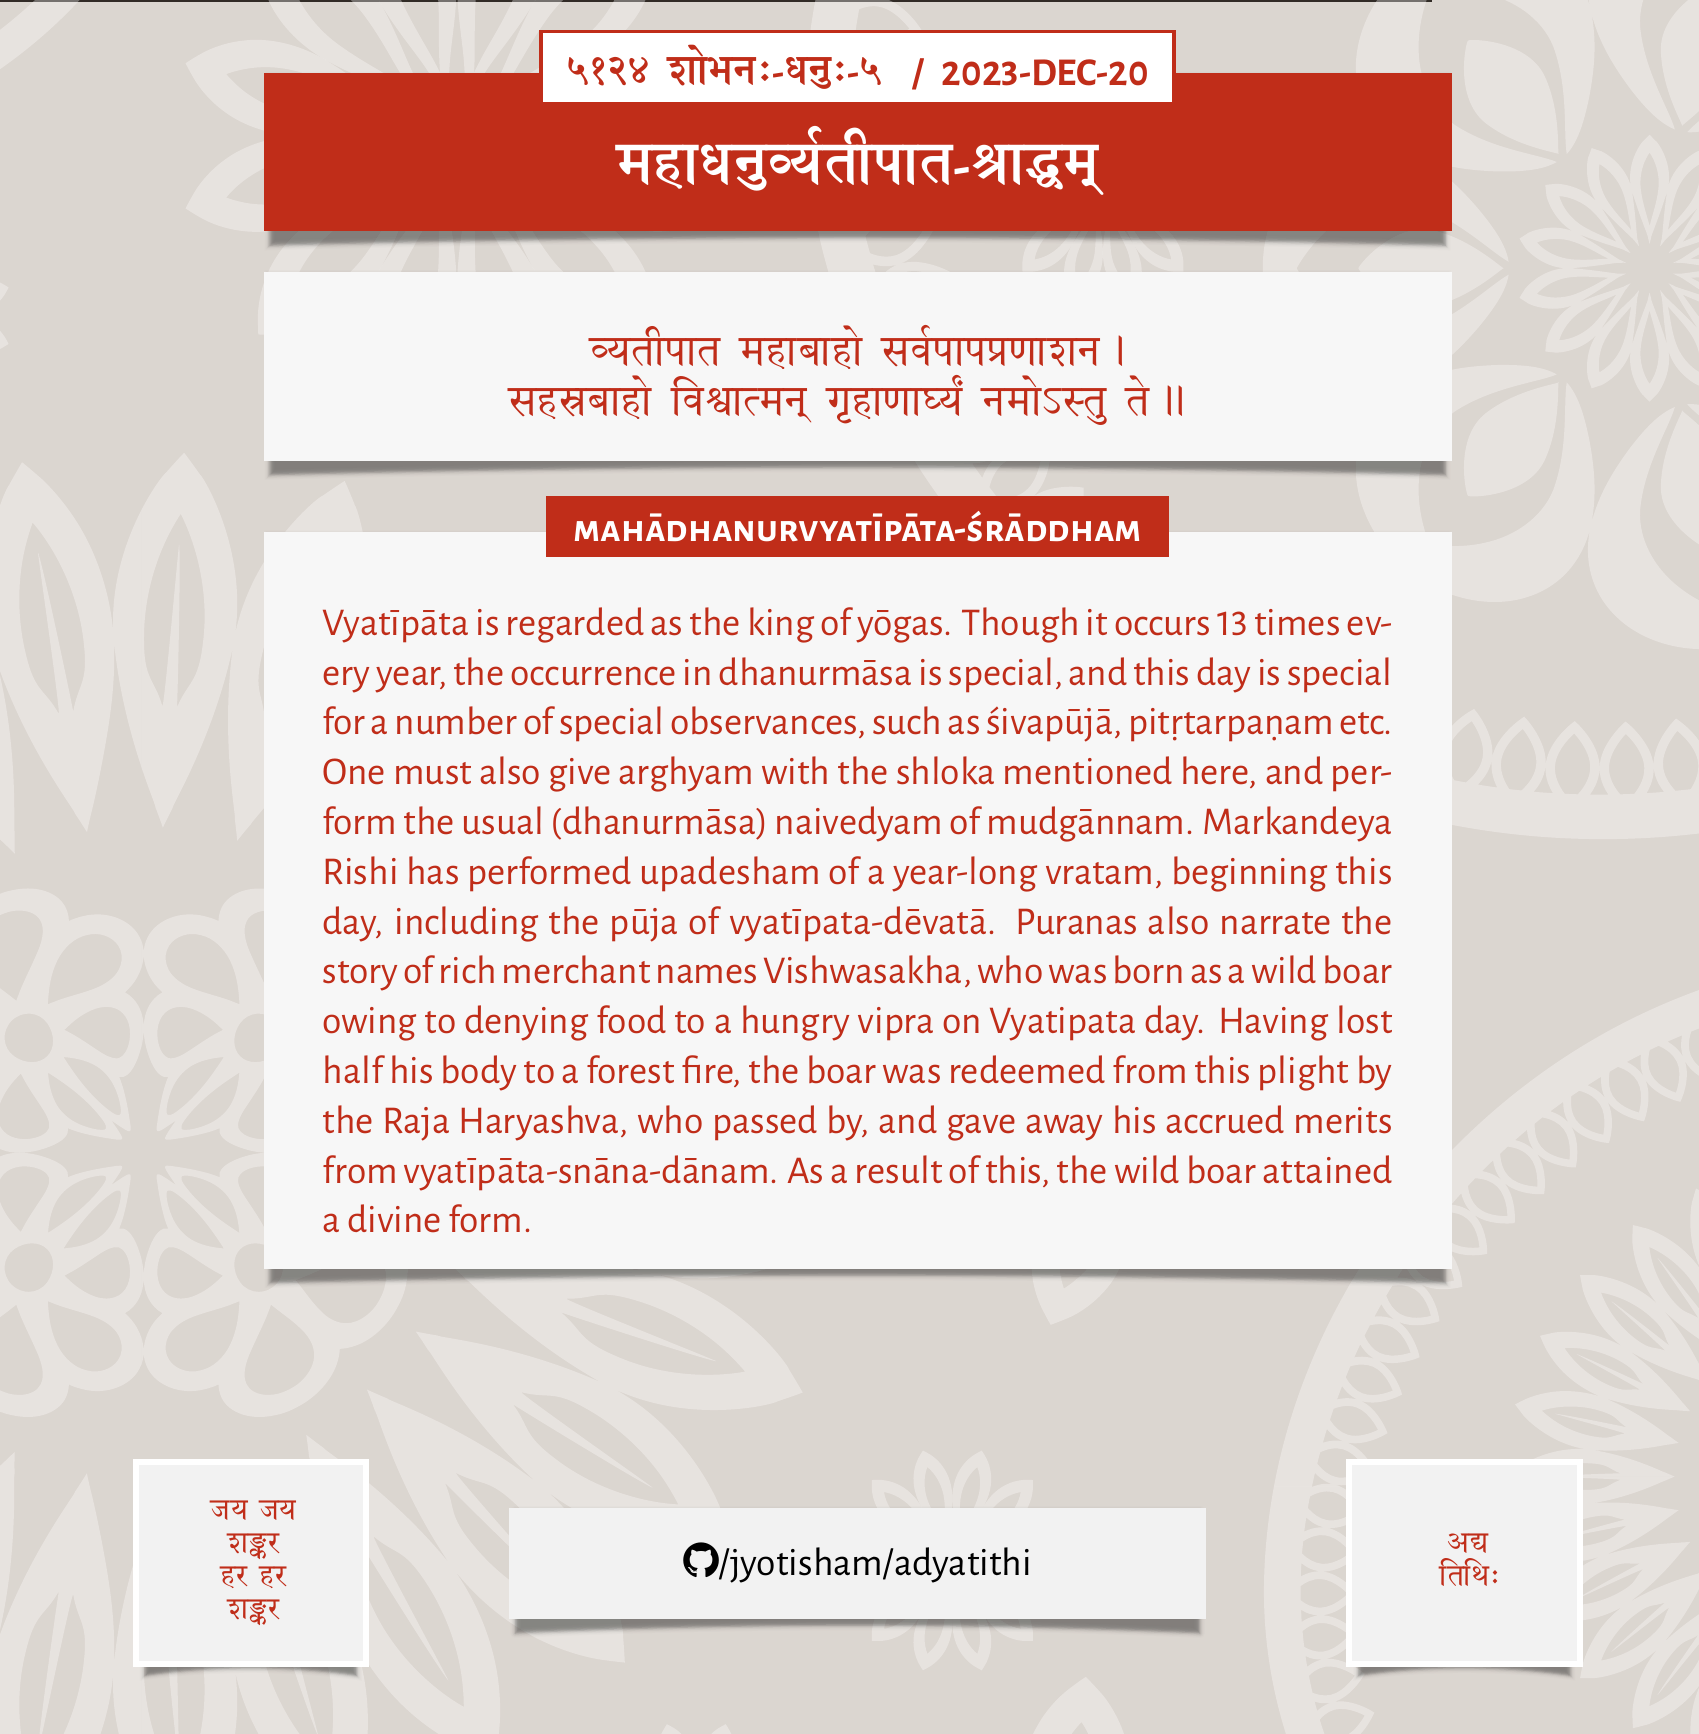 ५१२४ शोभनः-धनुः-५ / 2023-DEC-20
महाधनुर्व्यतीपात-श्राद्धम्
व्यतीपात महाबाहो सर्वपापप्रणाशन ।
सहस्रबाहो विश्वात्मन् गृहाणार्घ्यं नमोऽस्तु ते ॥
MAHĀDHANURVYATĪPĀTA-ŚRĀDDHAM
Vyatīpāta is regarded as the king of yōgas. Though it occurs 13 times ev-
ery year, the occurrence in dhanurmāsa is special, and this day is special
for a number of special observances, such as śivapūjā, pitṛtarpaṇam etc.
One must also give arghyam with the shloka mentioned here, and per-
form the usual (dhanurmāsa) naivedyam of mudgānnam. Markandeya
Rishi has performed upadesham of a year-long vratam, beginning this
day, including the pūja of vyatīpata-dēvatā. Puranas also narrate the
story of rich merchant names Vishwasakha, who was born as a wild boar
owing to denying food to a hungry vipra on Vyatipata day. Having lost
half his body to a forest fire, the boar was redeemed from this plight by
the Raja Haryashva, who passed by, and gave away his accrued merits
from vyatīpāta-snāna-dānam. As a result of this, the wild boar attained
a divine form.
जय जय
शङ्कर
हर हर
शङ्कर
/jyotisham/adyatithi
अद्य
तिथिः